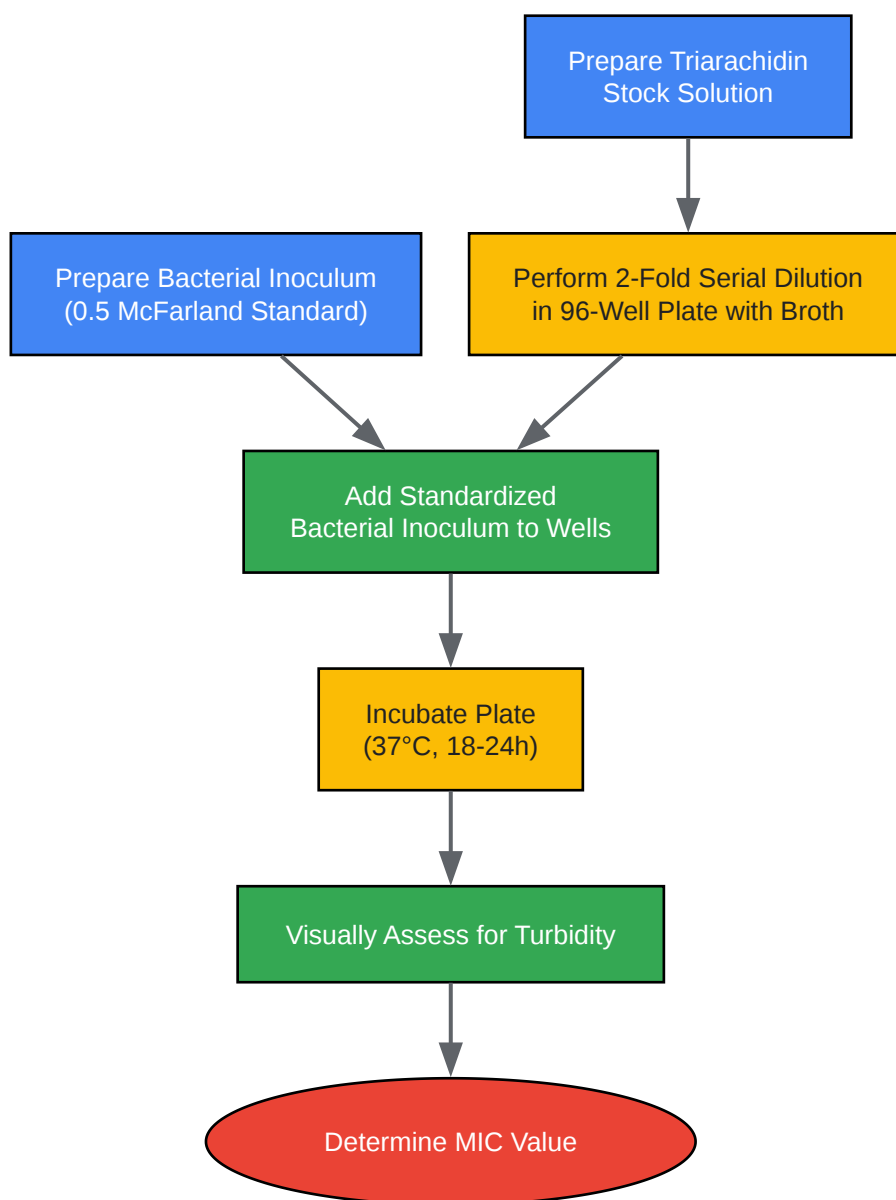 Prepare Triarachidin
Stock Solution
Prepare Bacterial Inoculum
(0.5 McFarland Standard)
Perform 2-Fold Serial Dilution
in 96-Well Plate with Broth
Add Standardized
Bacterial Inoculum to Wells
Incubate Plate
(37°C, 18-24h)
Visually Assess for Turbidity
Determine MIC Value